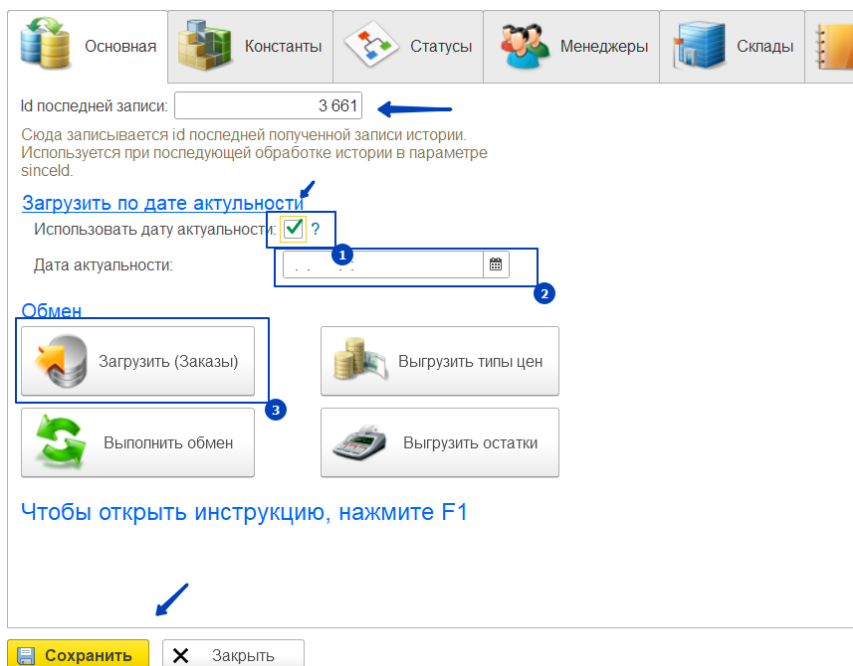 Основная Константы Статусы Менеджеры Склады
Id последней записи: 3 661
Сюда записывается id последней полученной записи истории.
Используется при последующей обработке истории в параметре
sinceId.
Загрузить по дате актульности
Использовать дату актуальности: ?
1
Дата актуальности: . . : :
2
Обмен
Загрузить (Заказы) Выгрузить типы цен
3
Выполнить обмен Выгрузить остатки
Чтобы открыть инструкцию, нажмите F1
Сохранить Закрыть